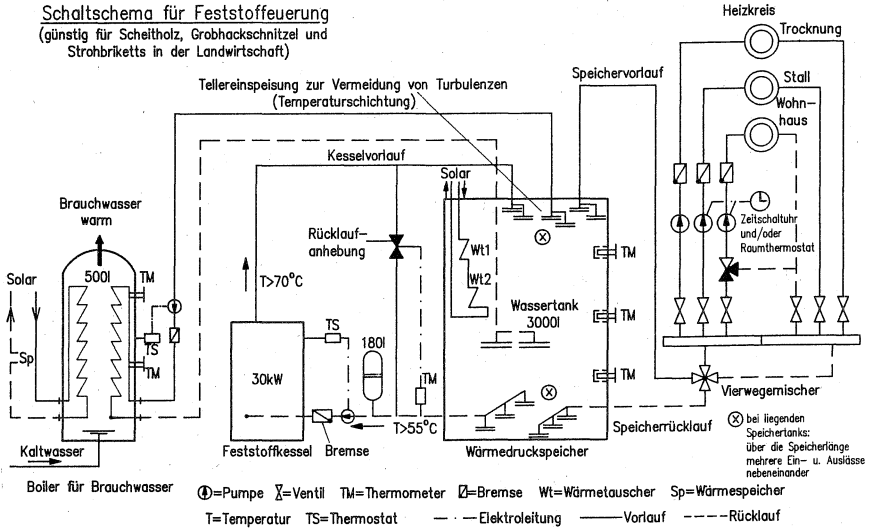 Schaltschema für Feststoffeuerung
(günstig für Scheitholz, Grobhackschnitzel und
Strohbriketts in der Landwirtschaft)
Heizkreis
Trocknung
Stall
Wohn-
haus
Tellereinspeisung zur Vermeidung von Turbulenzen
(Temperaturschichtung)
Speichervorlauf
Kesselvorlauf
Solar
Brauchwasser
warm
Rücklauf-
anhebung
Zeitschaltuhr
und/oder
Raumthermostat
Solar
500l
TM
T>70°C
Wt1
Wt2
TM
Wassertank
3000l
TM
Sp
TS
TM
TS
180l
30kW
TM
TM
T>55°C
Vierwegemischer
Kaltwasser
Feststoffkessel
Bremse
Wärmedruckspeicher
Speicherrücklauf
bei liegenden
Speichertanks:
über die Speicherlänge
mehrere Ein- u. Auslässe
nebeneinander
Boiler für Brauchwasser
=Pumpe =Ventil TM=Thermometer =Bremse Wt=Wärmetauscher Sp=Wärmespeicher
T=Temperatur TS=Thermostat Elektroleitung Vorlauf Rücklauf